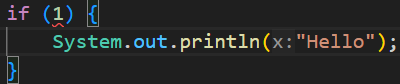 if (1) {
    System.out.println(x:"Hello");
}